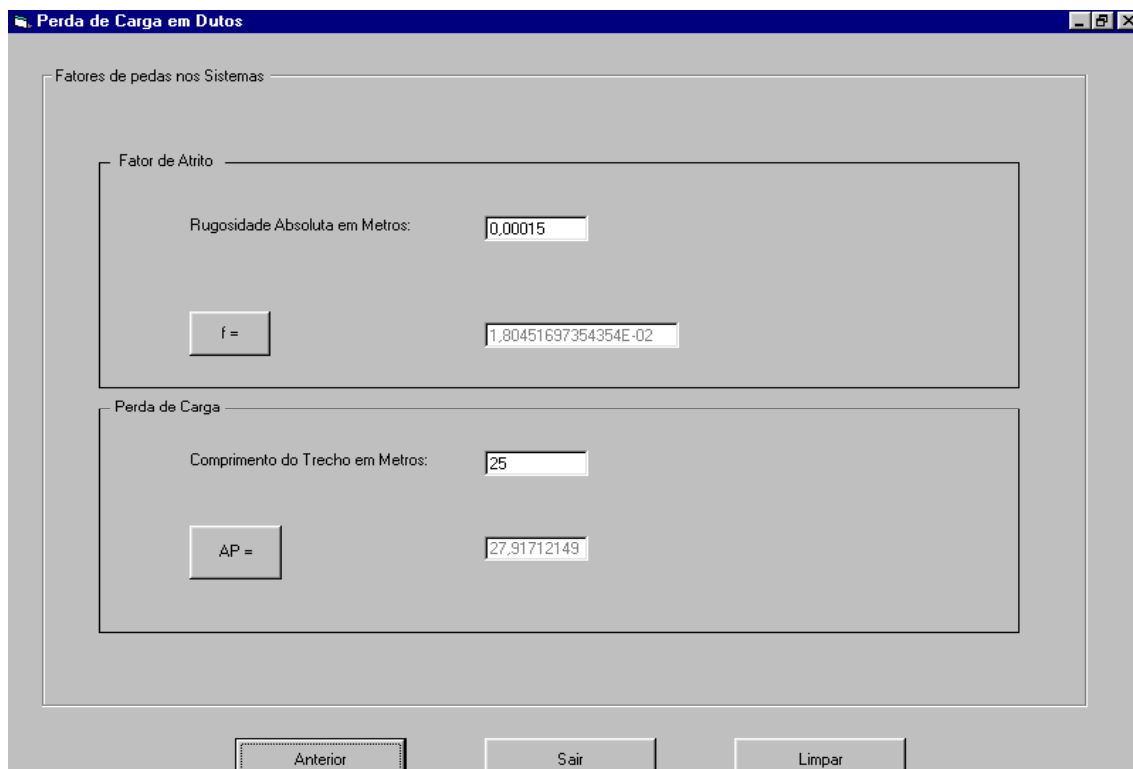 Perda de Carga em Dutos
Fatores de pedas nos Sistemas
Fator de Atrito
Rugosidade Absoluta em Metros: 0,00015
f = 1,80451697354354E-02
Perda de Carga
Comprimento do Trecho em Metros: 25
AP = 27,91712149
Anterior Sair Limpar